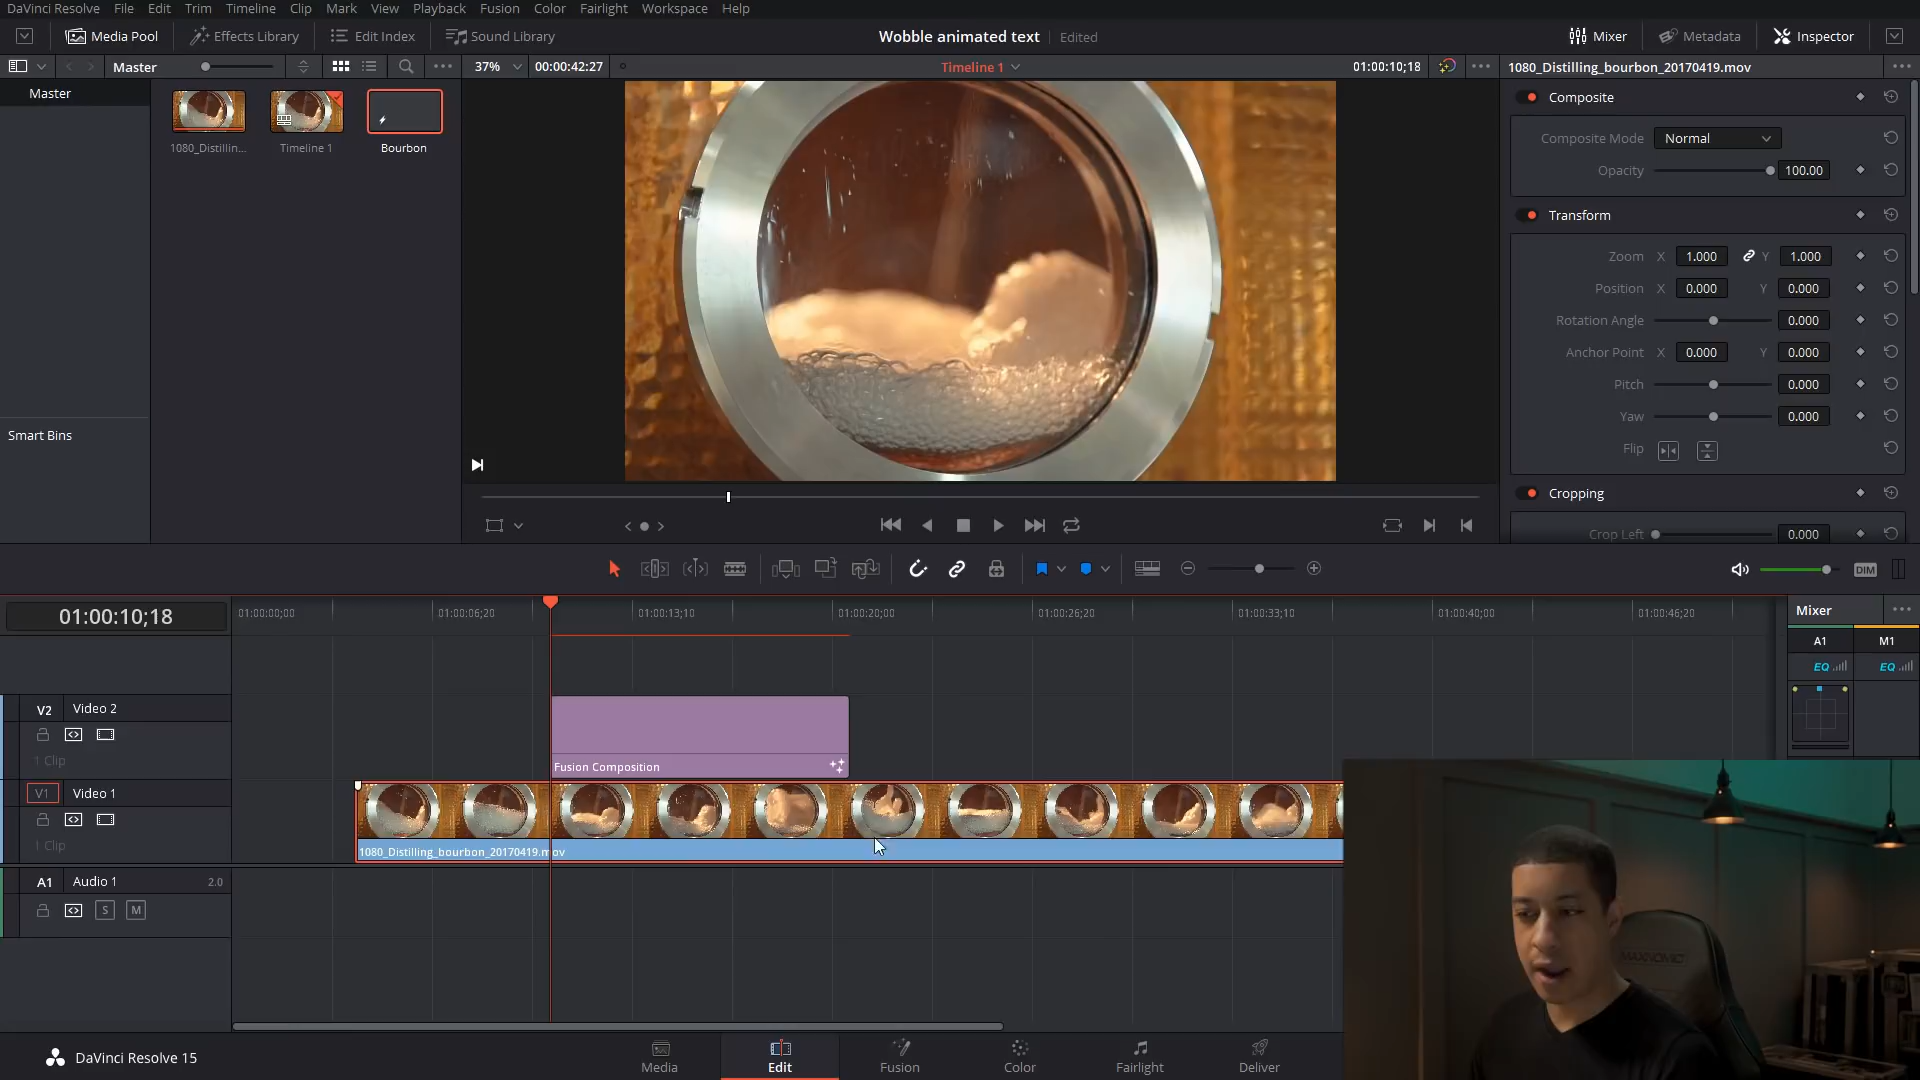 DaVinci Resolve File Edit Trim Timeline Clip Mark View Playback Fusion Color Fairlight Workspace Help
Media Pool Effects Library Edit Index Sound Library Wobble animated text Edited Mixer Metadata Inspector
Master 37% 00:00:42:27 Timeline 1 01:00:10;18 1080_Distilling_bourbon_20170419.mov
Master
1080_Distillin... Timeline 1 Bourbon
Smart Bins
Composite
Composite Mode Normal
Opacity 100.00
Transform
Zoom X 1.000 Y 1.000
Position X 0.000 Y 0.000
Rotation Angle 0.000
Anchor Point X 0.000 Y 0.000
Pitch 0.000
Yaw 0.000
Flip
Cropping
Crop Left 0.000
DIM
01:00:10;18 01:00:00;00 01:00:06;20 01:00:13;10 01:00:20;00 01:00:26;20 01:00:33;10 01:00:40;00 01:00:46;20
Mixer
A1 M1
EQ EQ
V2 Video 2
1 Clip
Fusion Composition
V1 Video 1
1 Clip
1080_Distilling_bourbon_20170419.mov
A1 Audio 1 2.0
S M
MAXNOMIC
DaVinci Resolve 15 Media Edit Fusion Color Fairlight Deliver